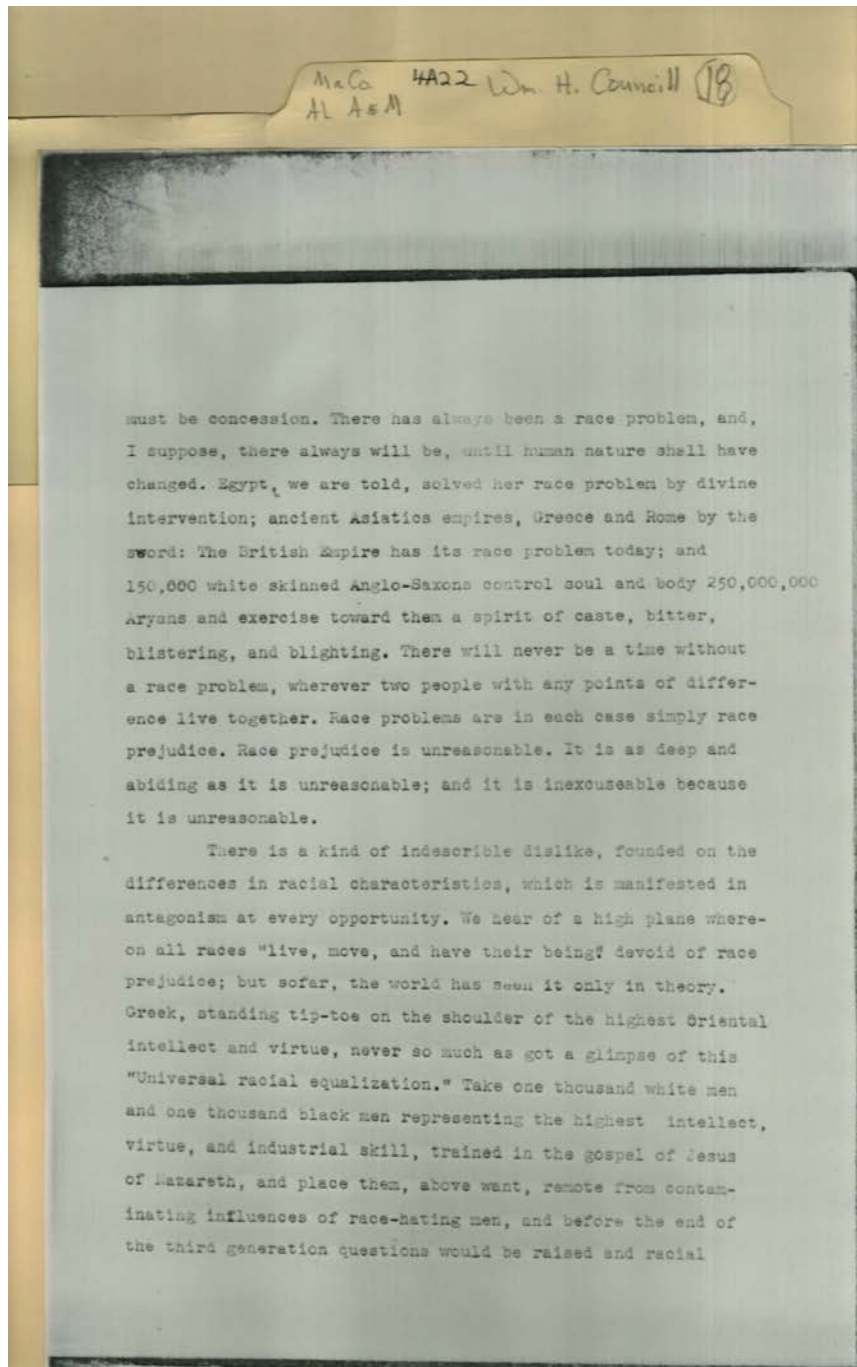 MaCo 4A22 Wm. H. Councill 18
AL A&M
must be concession. There has always been a race problem, and,
I suppose, there always will be, until human nature shall have
changed. Egypt, we are told, solved her race problem by divine
intervention; ancient Asiatics empires, Greece and Rome by the
sword: The British Empire has its race problem today; and
150,000 white skinned Anglo-Saxons control soul and body 250,000,000
Aryans and exercise toward them a spirit of caste, bitter,
blistering, and blighting. There will never be a time without
a race problem, wherever two people with any points of differ-
ence live together. Race problems are in each case simply race
prejudice. Race prejudice is unreasonable. It is as deep and
abiding as it is unreasonable; and it is inexcuseable because
it is unreasonable.
There is a kind of indescrible dislike, founded on the
differences in racial characteristics, which is manifested in
antagonism at every opportunity. We hear of a high plane where-
on all races "live, move, and have their being" devoid of race
prejudice; but sofar, the world has seen it only in theory.
Greek, standing tip-toe on the shoulder of the highest Oriental
intellect and virtue, never so much as got a glimpse of this
"Universal racial equalization." Take one thousand white men
and one thousand black men representing the highest intellect,
virtue, and industrial skill, trained in the gospel of Jesus
of Nazareth, and place them, above want, remote from contam-
inating influences of race-hating men, and before the end of
the third generation questions would be raised and racial